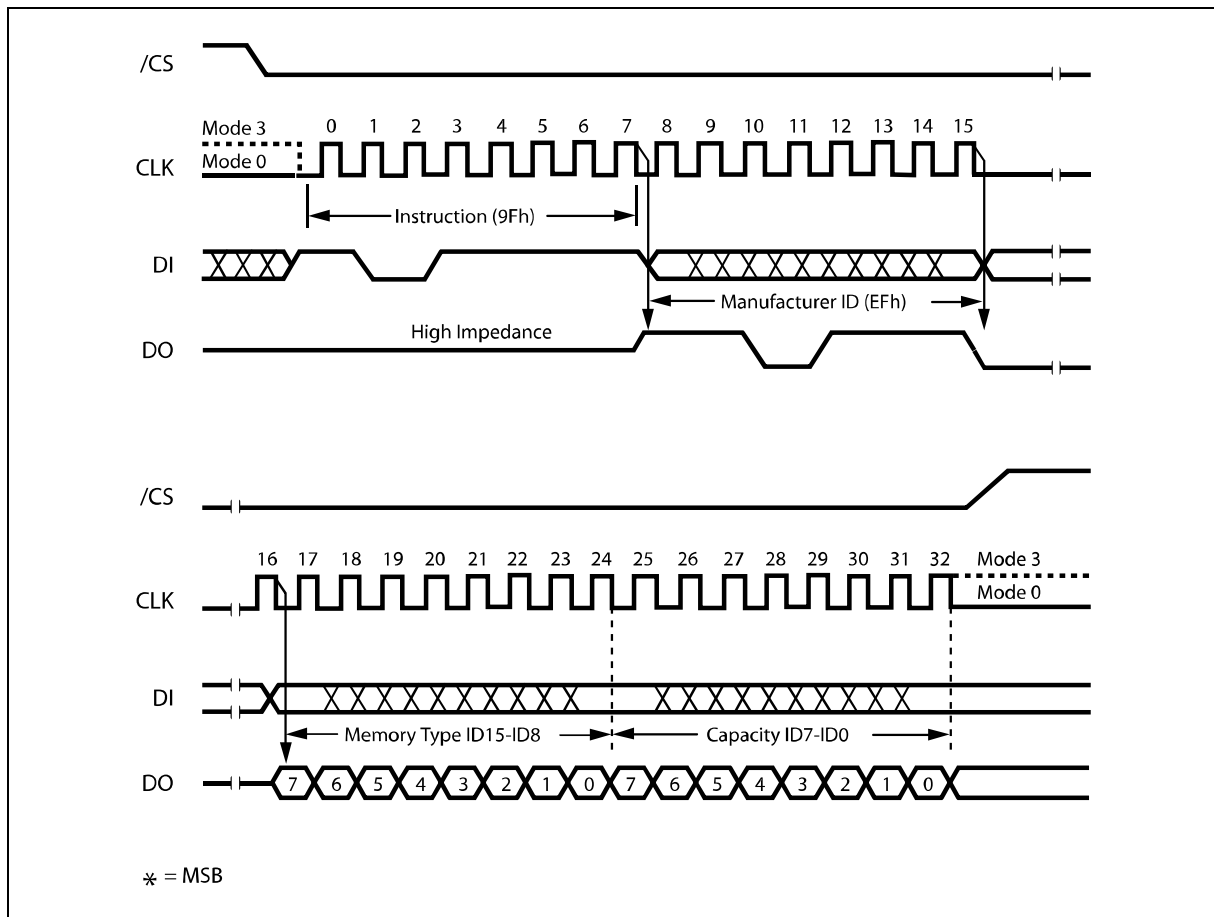 /CS
Mode 3
0 1 2 3 4 5 6 7 8 9 10 11 12 13 14 15
Mode 0
CLK
Instruction (9Fh)
DI
Manufacturer ID (EFh)
High Impedance
DO
/CS
16 17 18 19 20 21 22 23 24 25 26 27 28 29 30 31 32
Mode 3
CLK
Mode 0
DI
Memory Type ID15-ID8
Capacity ID7-ID0
DO
7 6 5 4 3 2 1 0 7 6 5 4 3 2 1 0
* = MSB